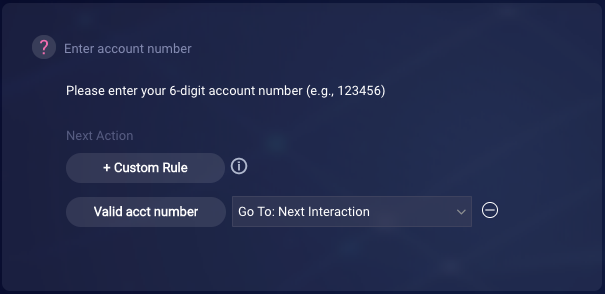 ? Enter account number
Please enter your 6-digit account number (e.g., 123456)
Next Action
+ Custom Rule
Valid acct number Go To: Next Interaction